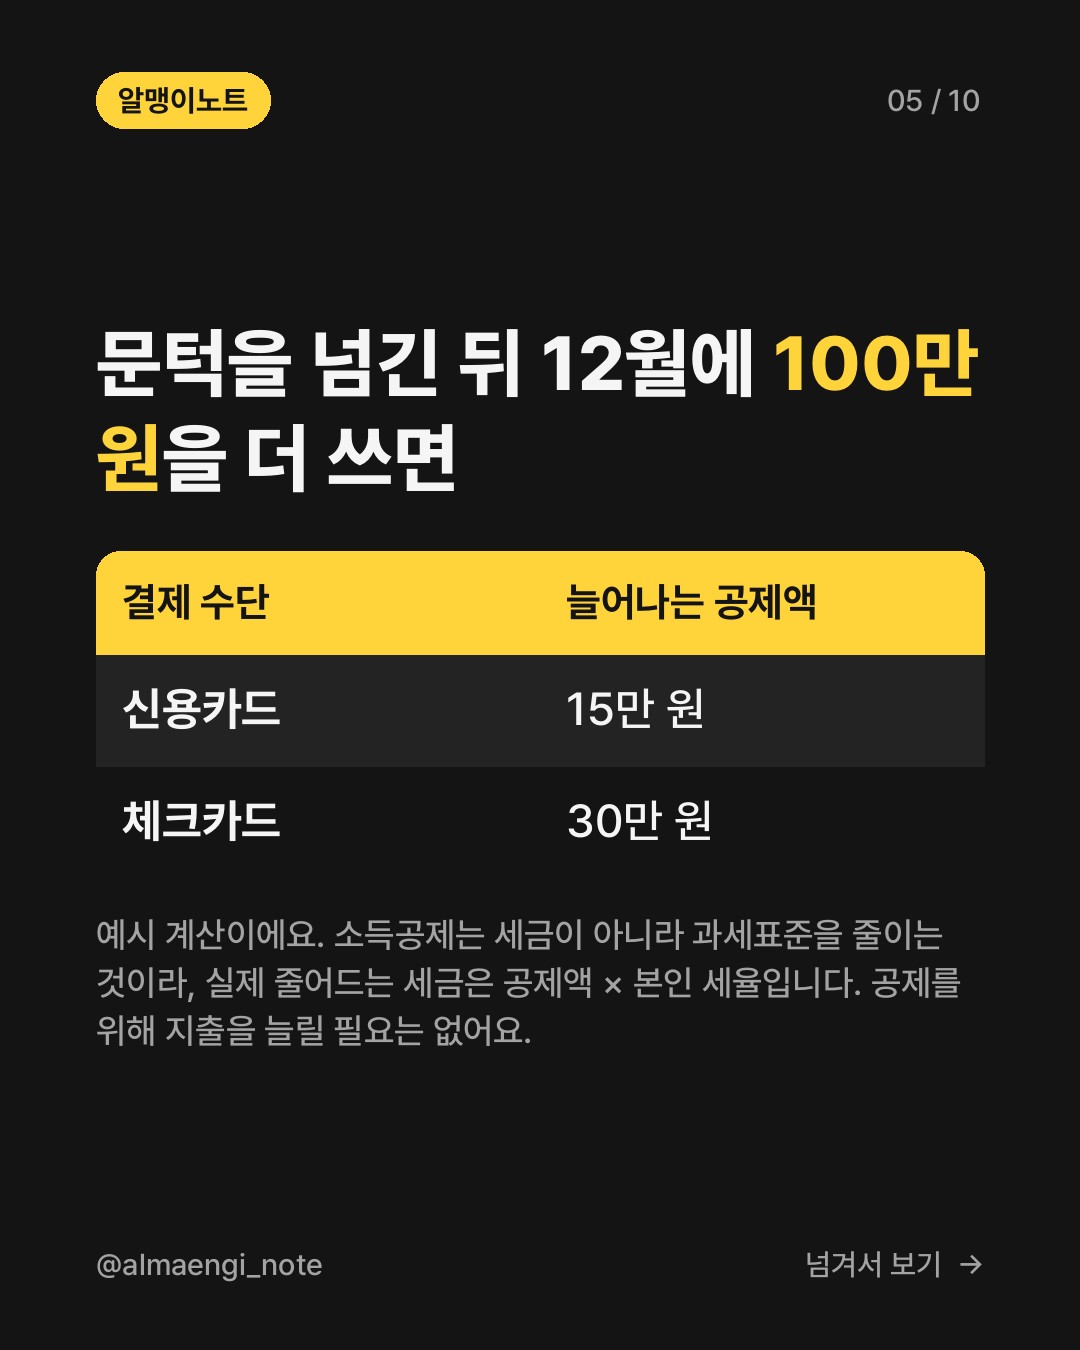 알맹이노트
05 / 10
문턱을 넘긴 뒤 12월에 100만
원을 더 쓰면
결제 수단 늘어나는 공제액
신용카드 15만 원
체크카드 30만 원
예시 계산이에요. 소득공제는 세금이 아니라 과세표준을 줄이는
것이라, 실제 줄어드는 세금은 공제액 × 본인 세율입니다. 공제를
위해 지출을 늘릴 필요는 없어요.
@almaengi_note
넘겨서 보기 →